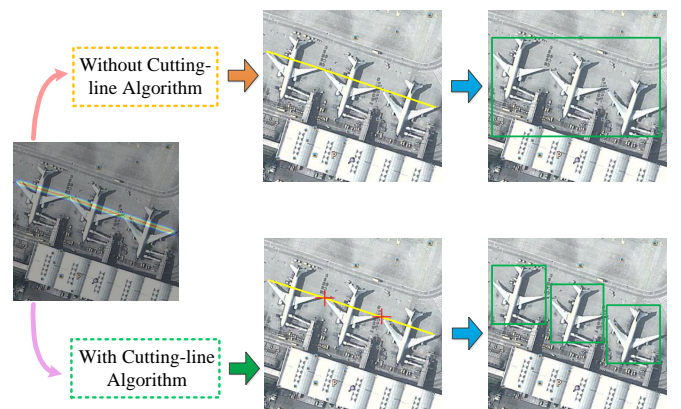 Without Cutting-
line Algorithm
With Cutting-line
Algorithm